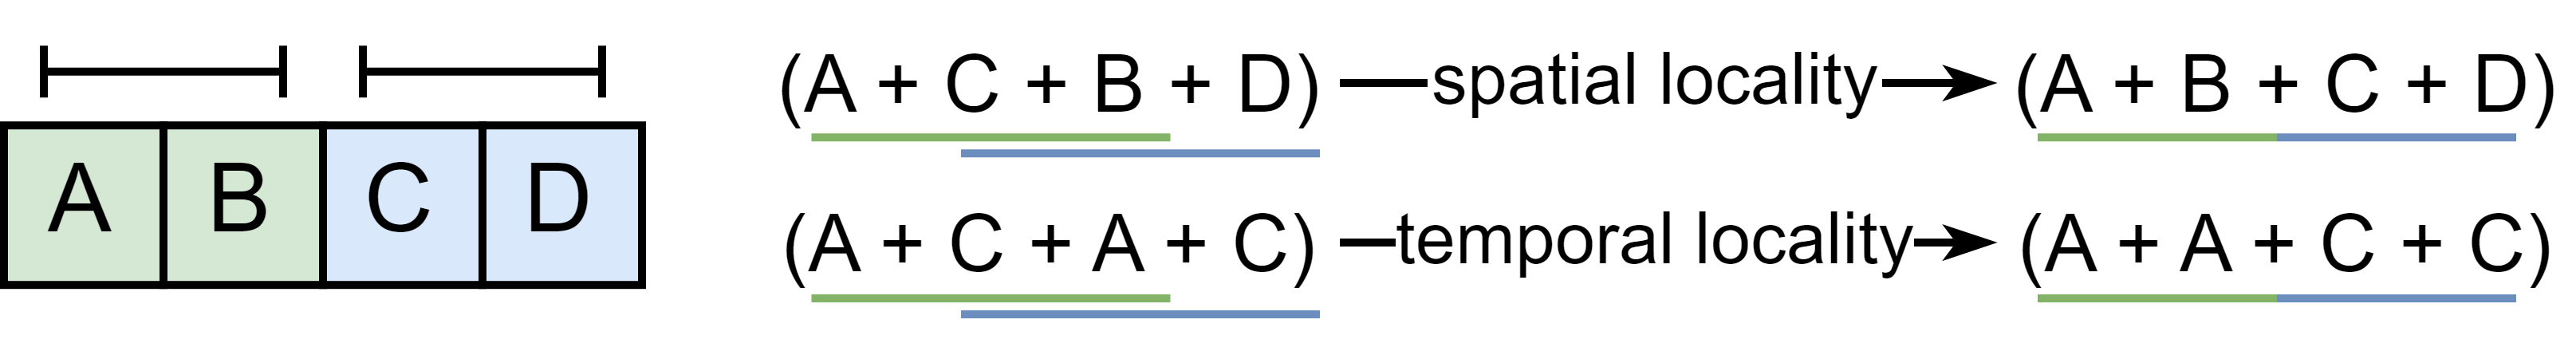 A B C D
(A + C + B + D) spatial locality (A + B + C + D)
(A + C + A + C) temporal locality (A + A + C + C)